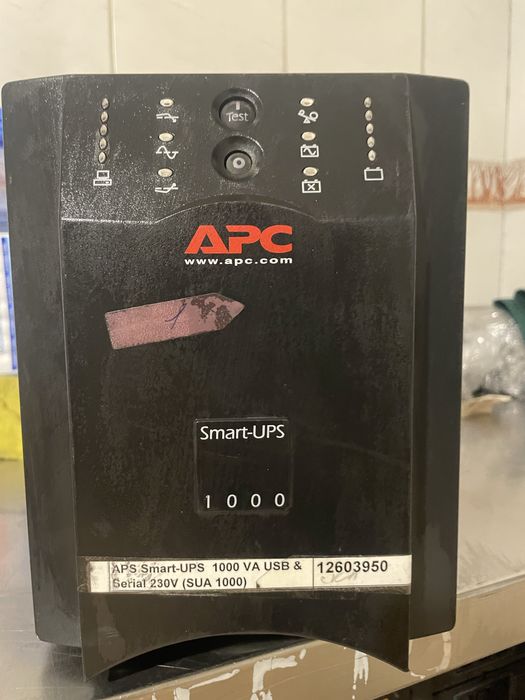 Test
APC
www.apc.com
1
Smart-UPS
1000
APS Smart-UPS 1000 VA USB & 12603950
Serial 230V (SUA 1000)